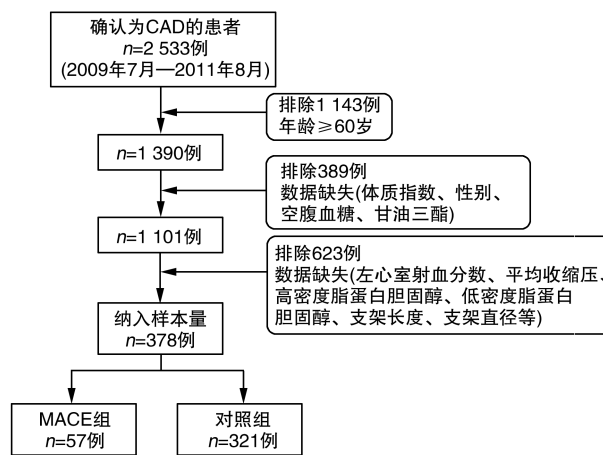 确认为CAD的患者
n=2 533例
(2009年7月—2011年8月)
排除1 143例
年龄≥60岁
n=1 390例
排除389例
数据缺失(体质指数、性别、
空腹血糖、甘油三酯)
n=1 101例
排除623例
数据缺失(左心室射血分数、平均收缩压、
高密度脂蛋白胆固醇、低密度脂蛋白
胆固醇、支架长度、支架直径等)
纳入样本量
n=378例
MACE组
n=57例
对照组
n=321例